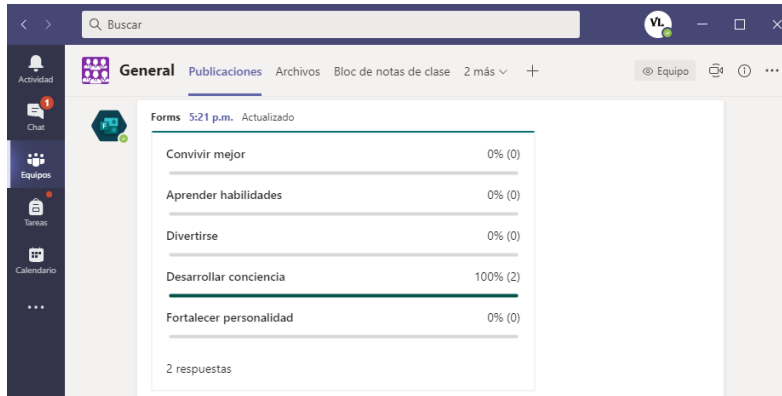 Buscar
VL
Actividad
General Publicaciones Archivos Bloc de notas de clase 2 más
Equipo
1
Chat
Forms 5:21 p.m. Actualizado
Convivir mejor 0% (0)
Equipos
Aprender habilidades 0% (0)
Tareas
Divertirse 0% (0)
Calendario
Desarrollar conciencia 100% (2)
Fortalecer personalidad 0% (0)
2 respuestas